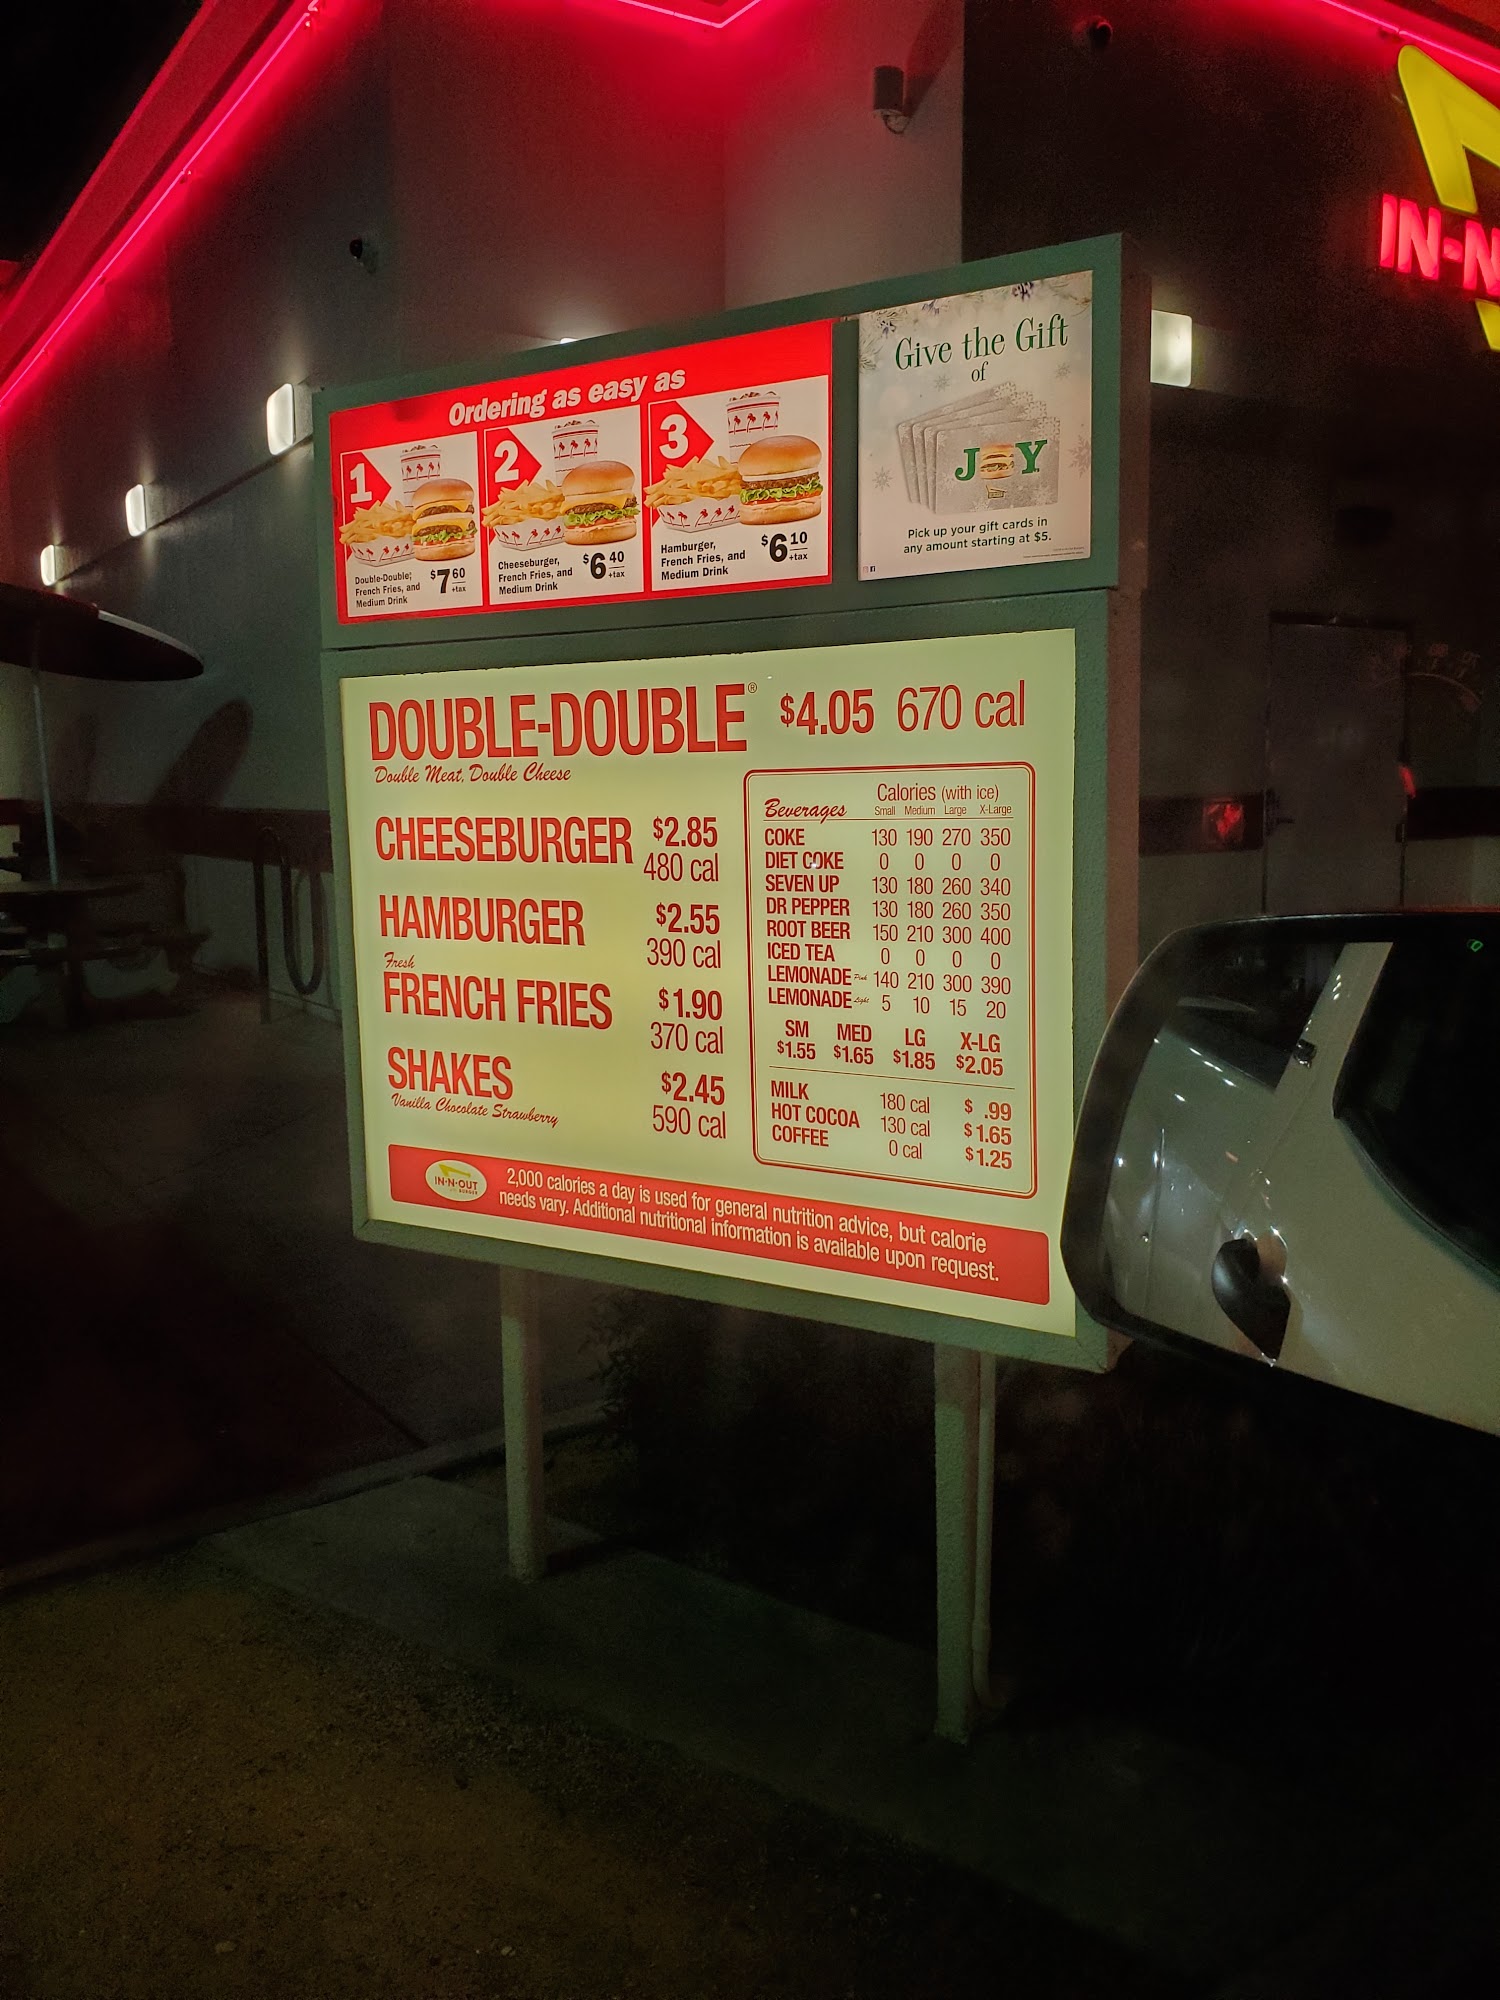 IN-N
Ordering as easy as
1
Double-Double,
French Fries, and
Medium Drink
$7 60
+tax
2
Cheeseburger,
French Fries, and
Medium Drink
$6 40
+tax
3
Hamburger,
French Fries, and
Medium Drink
$6 10
+tax
Give the Gift
of
JOY
Pick up your gift cards in
any amount starting at $5.
DOUBLE-DOUBLE® $4.05 670 cal
Double Meat, Double Cheese
CHEESEBURGER $2.85
480 cal
HAMBURGER $2.55
390 cal
Fresh
FRENCH FRIES $1.90
370 cal
SHAKES $2.45
Vanilla Chocolate Strawberry 590 cal
Calories (with ice)
Beverages Small Medium Large X-Large
COKE 130 190 270 350
DIET COKE 0 0 0 0
SEVEN UP 130 180 260 340
DR PEPPER 130 180 260 350
ROOT BEER 150 210 300 400
ICED TEA 0 0 0 0
LEMONADE Pink 140 210 300 390
LEMONADE Light 5 10 15 20
SM MED LG X-LG
$1.55 $1.65 $1.85 $2.05
MILK 180 cal $ .99
HOT COCOA 130 cal $1.65
COFFEE 0 cal $1.25
IN-N-OUT
BURGER
2,000 calories a day is used for general nutrition advice, but calorie
needs vary. Additional nutritional information is available upon request.